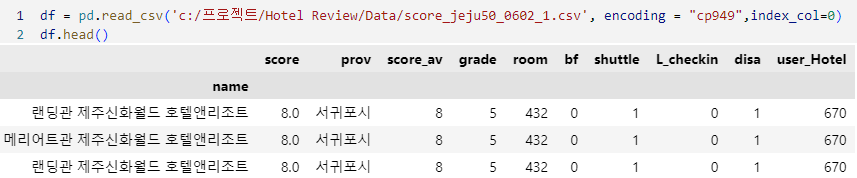 1 df = pd.read_csv('c:/프로젝트/Hotel Review/Data/score_jeju50_0602_1.csv', encoding = "cp949",index_col=0)
2 df.head()
score prov score_av grade room bf shuttle L_checkin disa user_Hotel
name
랜딩관 제주신화월드 호텔앤리조트 8.0 서귀포시 8 5 432 0 1 0 1 670
메리어트관 제주신화월드 호텔앤리조트 8.0 서귀포시 8 5 432 0 1 0 1 670
랜딩관 제주신화월드 호텔앤리조트 8.0 서귀포시 8 5 432 0 1 0 1 670